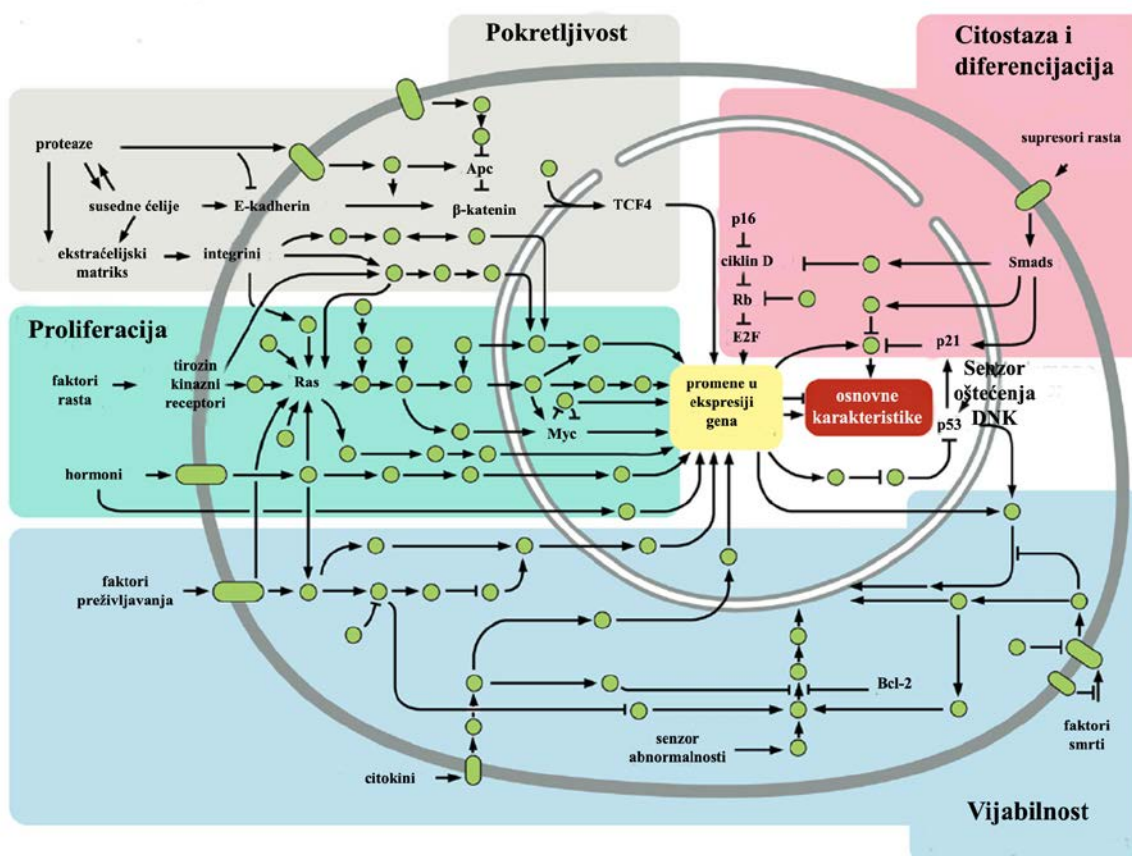 Pokretljivost
Citostaza i
diferencijacija
proteaze
supresori rasta
Apc
susedne ćelije
E-kadherin
β-katenin
TCF4
p16
ekstraćelijski
matriks
integrini
ciklin D
Smads
Rb
Proliferacija
E2F
p21
faktori
rasta
tirozin
kinazni
receptori
Ras
promene u
ekspresiji
gena
osnovne
karakteristike
Senzor
oštećenja
DNK
p53
Myc
hormoni
faktori
preživljavanja
Bcl-2
senzor
abnormalnosti
faktori
smrti
citokini
Vijabilnost